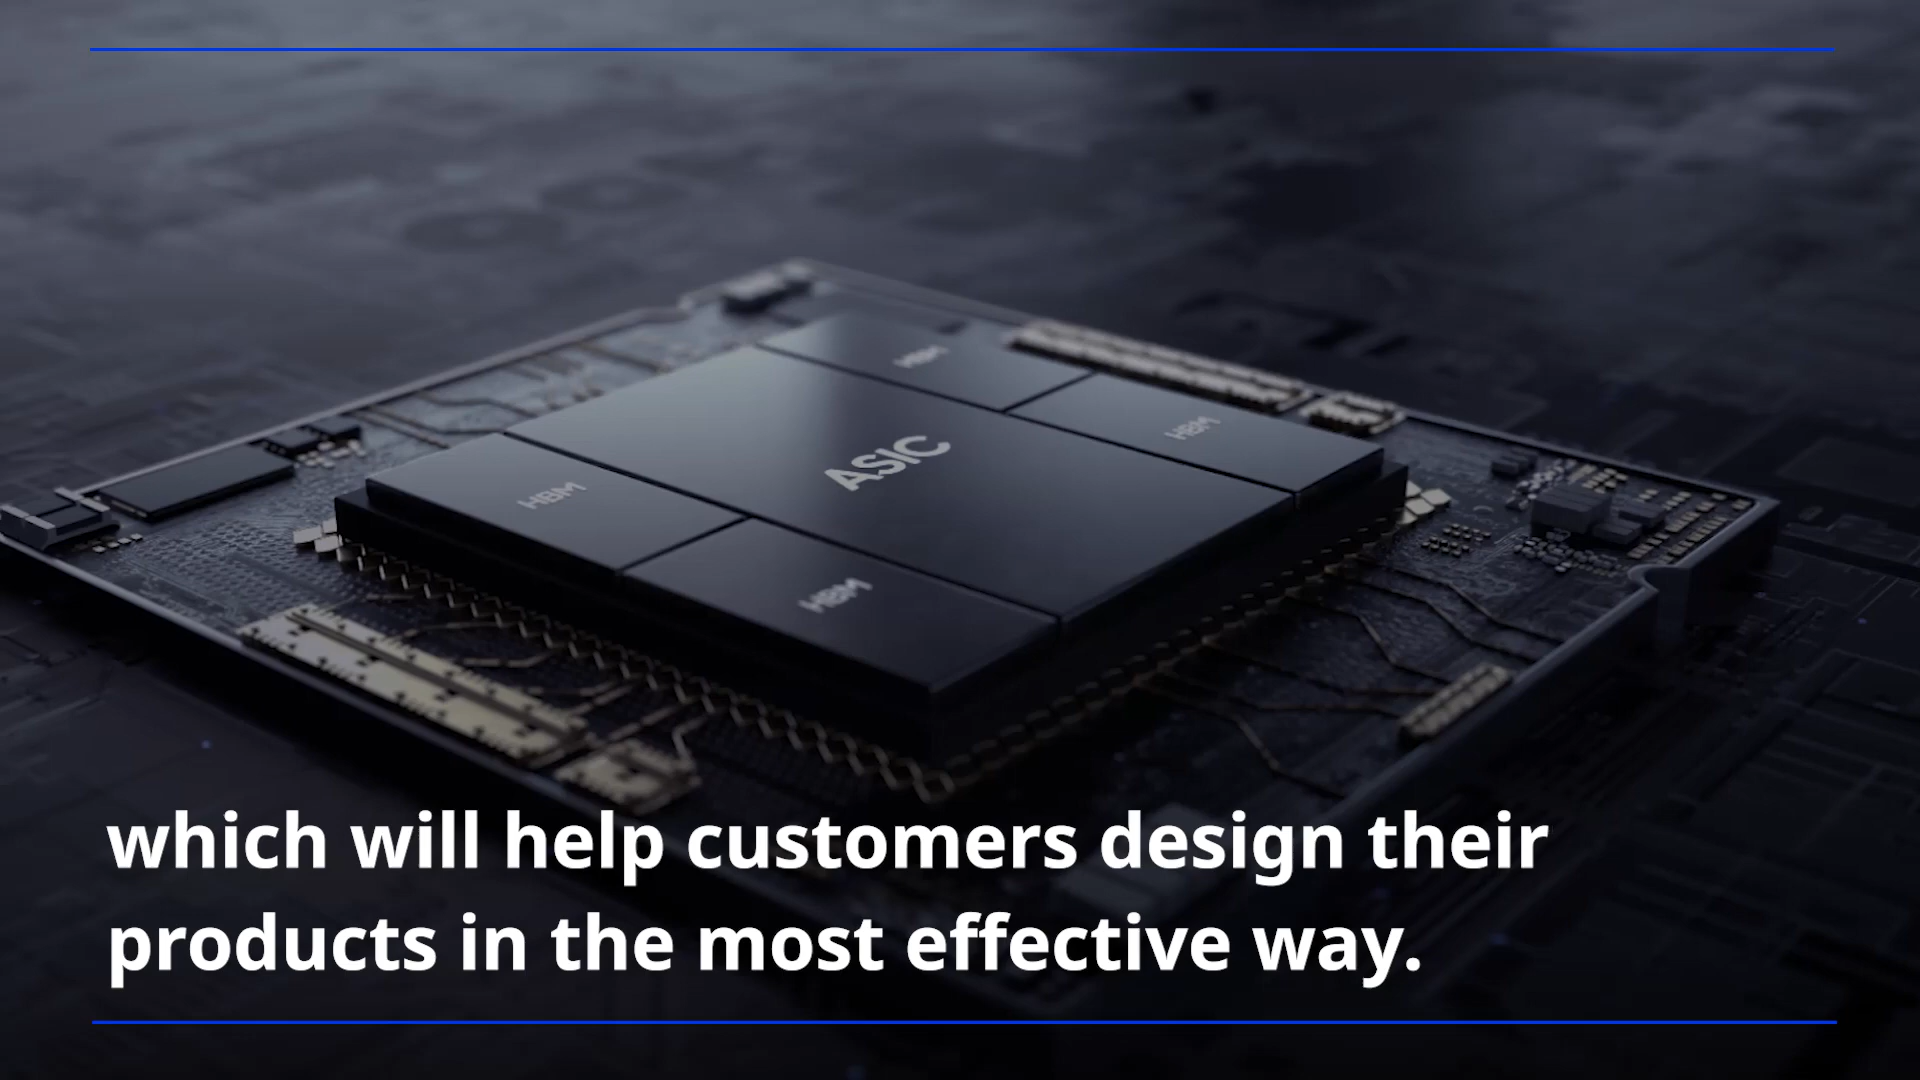 HBM
HBM
ASIC
HBM
HBM
which will help customers design their
products in the most effective way.